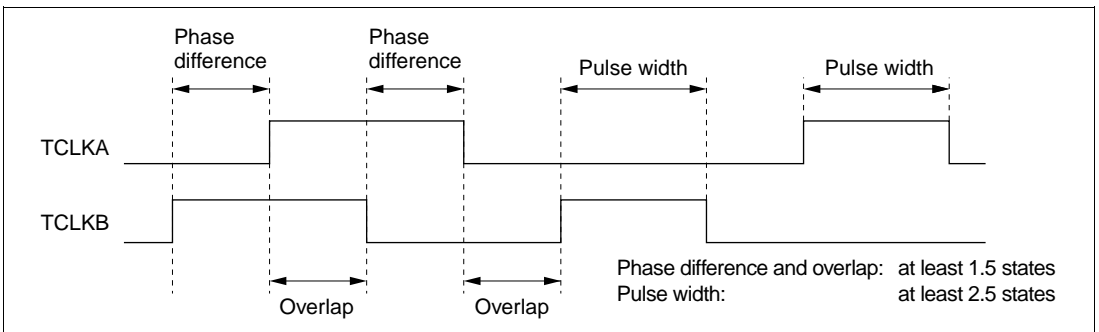 Phase
difference
Phase
difference
Pulse width
Pulse width
TCLKA
TCLKB
Overlap
Overlap
Phase difference and overlap: at least 1.5 states
Pulse width: at least 2.5 states